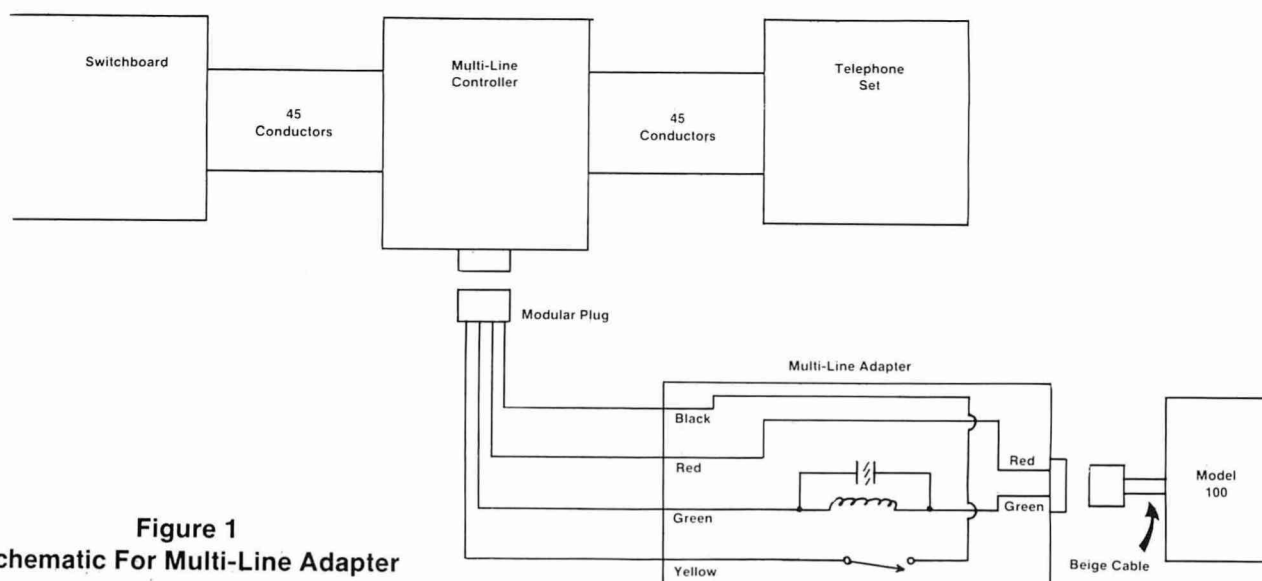 Switchboard
Multi-Line
Controller
Telephone
Set
45
Conductors
45
Conductors
Modular Plug
Multi-Line Adapter
Black
Red
Red
Green
Green
Yellow
Model
100
Beige Cable
Figure 1
chematic For Multi-Line Adapter